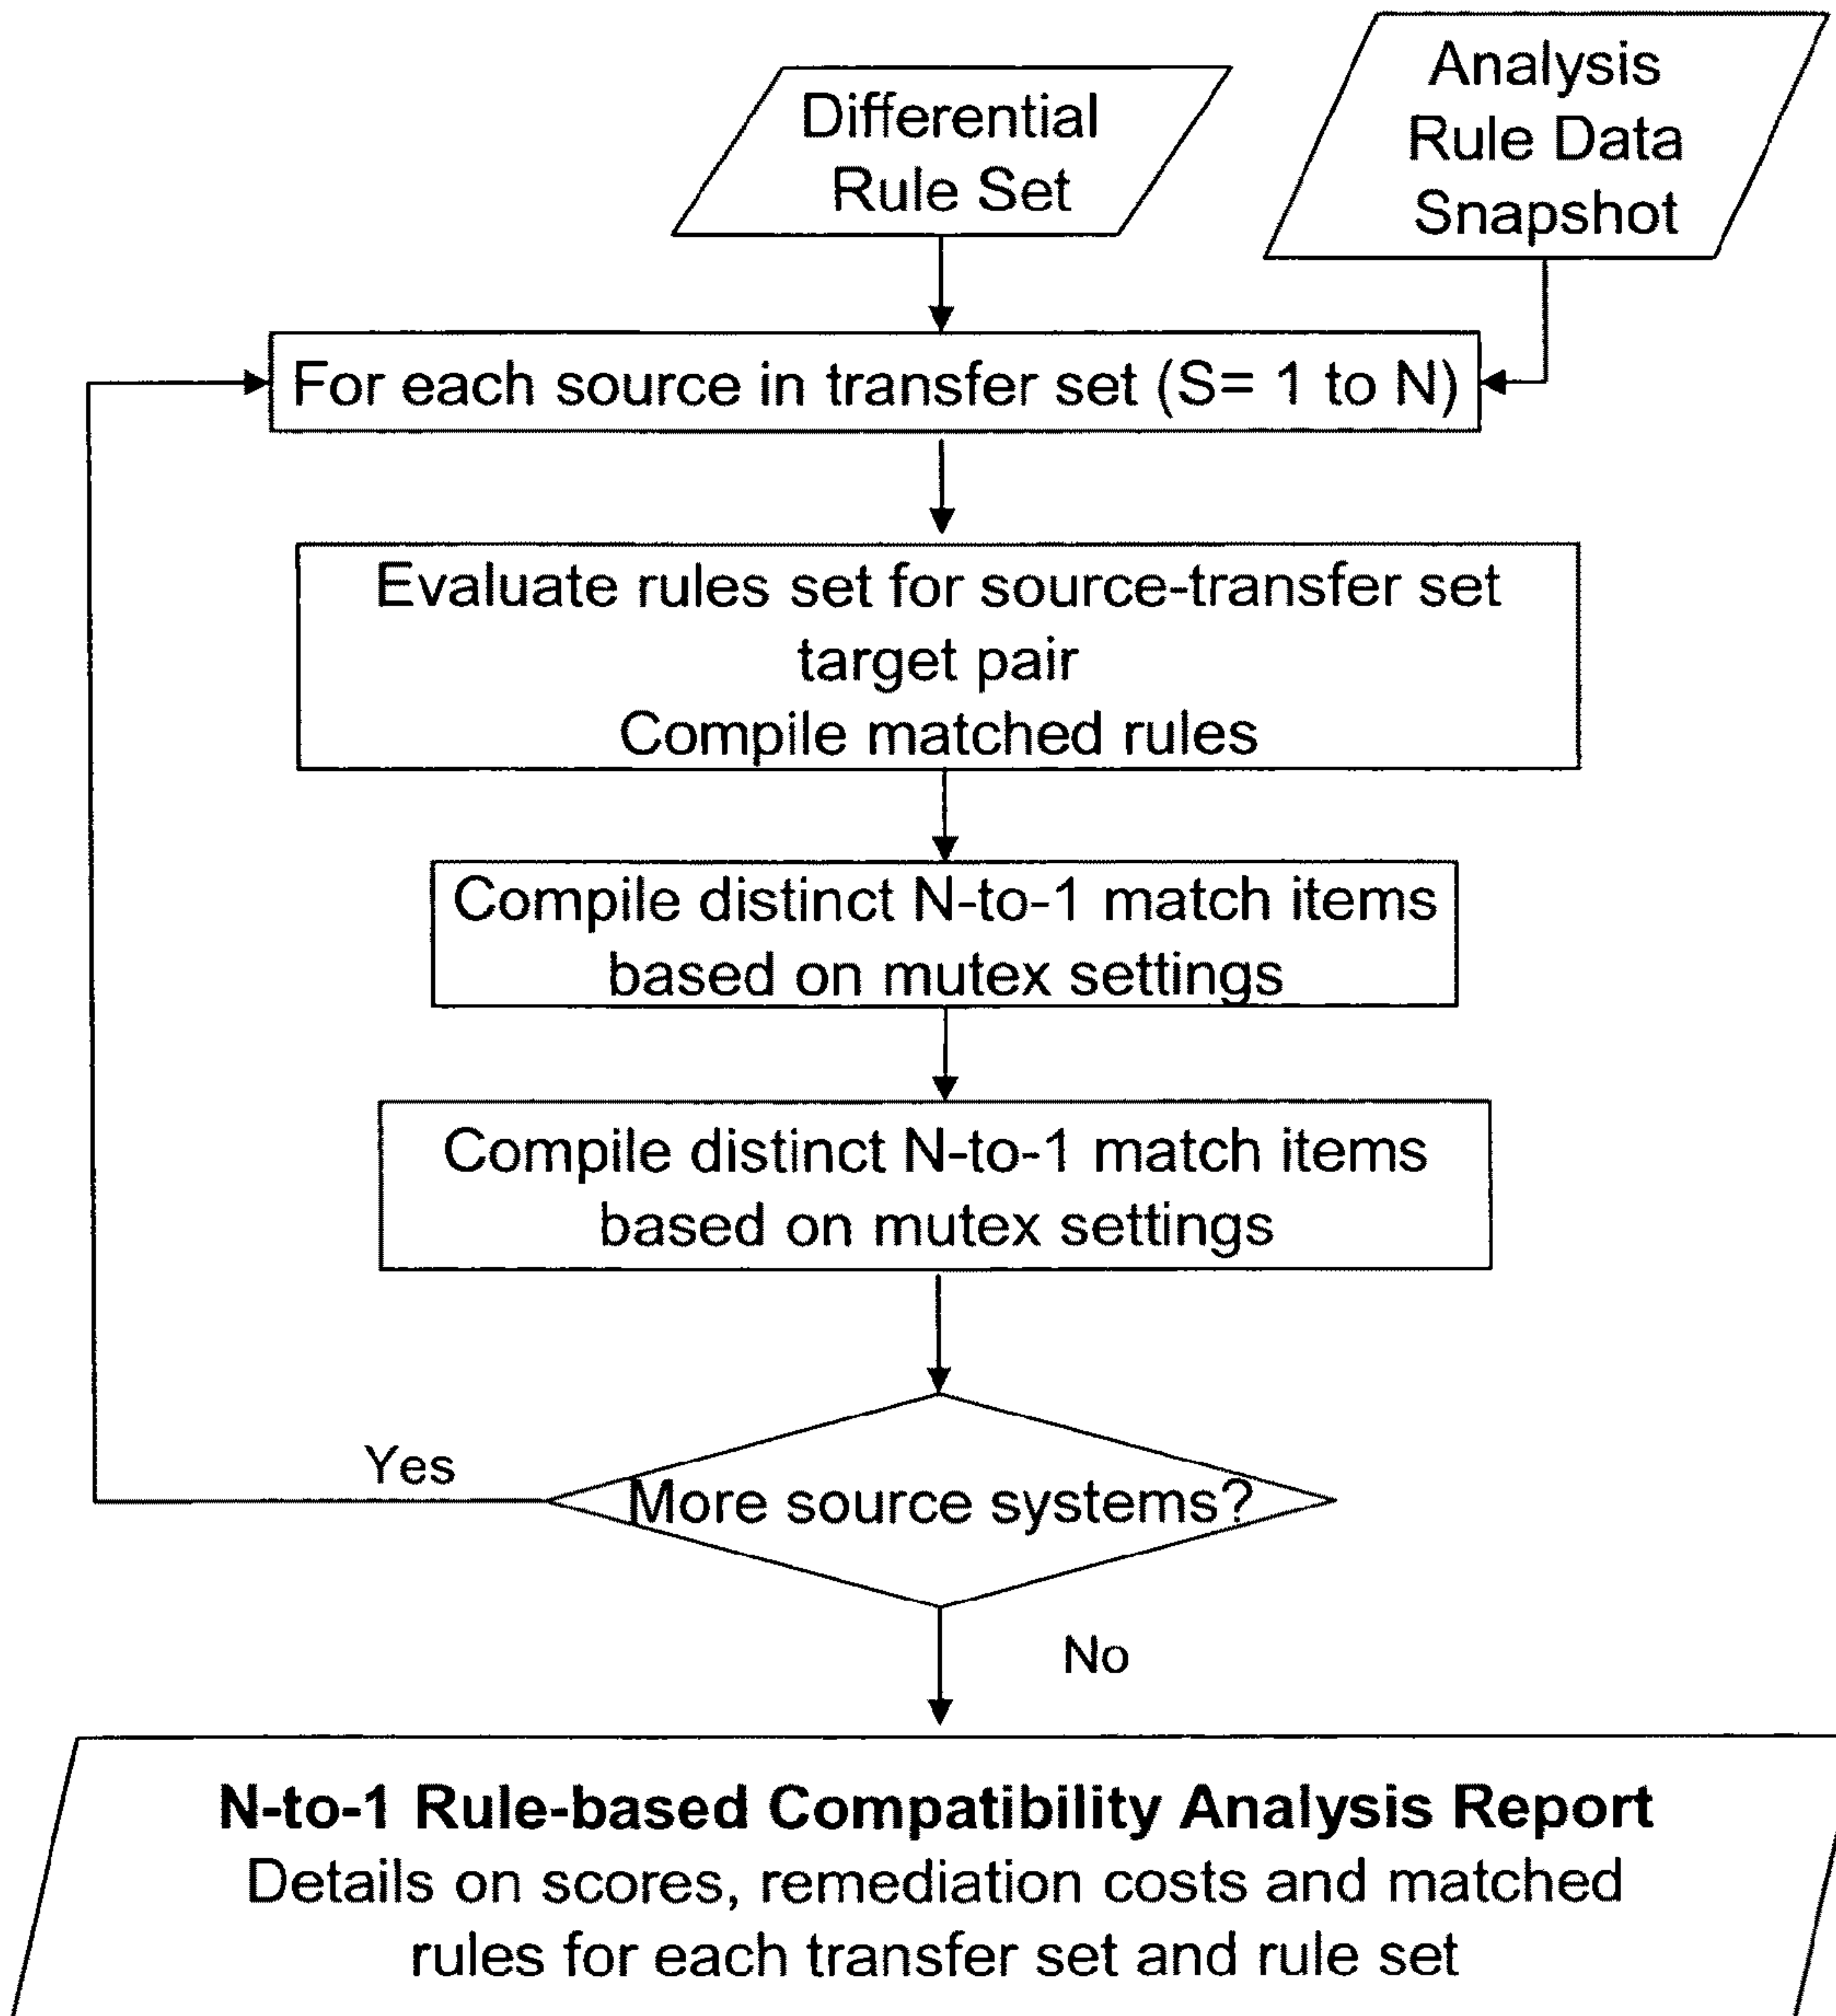 Differential
Rule Set
Analysis
Rule Data
Snapshot
For each source in transfer set (S= 1 to N)
Evaluate rules set for source-transfer set
target pair
Compile matched rules
Compile distinct N-to-1 match items
based on mutex settings
Compile distinct N-to-1 match items
based on mutex settings
Yes
More source systems?
No
N-to-1 Rule-based Compatibility Analysis Report
Details on scores, remediation costs and matched
rules for each transfer set and rule set